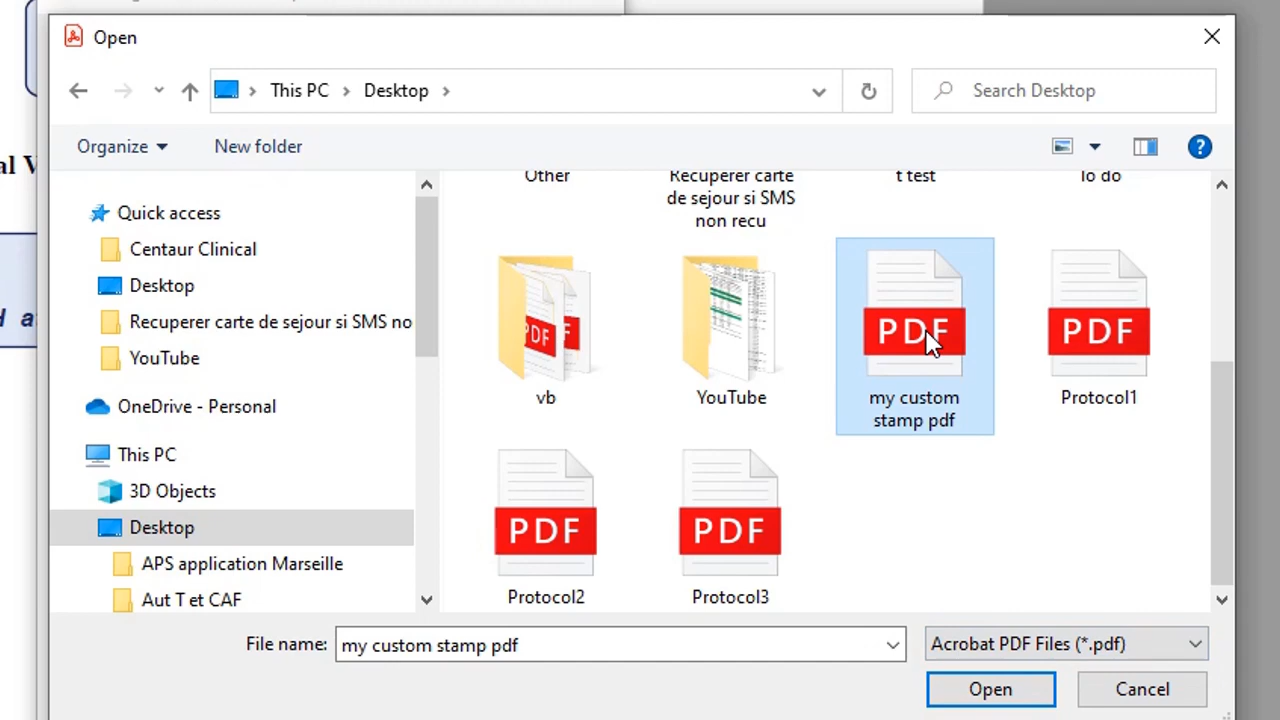 Open
This PC
Desktop
Search Desktop
al V
Organize
New folder
Quick access
Centaur Clinical
Desktop
Recuperer carte de sejour si SMS no
YouTube
OneDrive - Personal
This PC
3D Objects
Desktop
APS application Marseille
Aut T et CAF
Other
Recuperer carte
de sejour si SMS
non recu
t test
To do
PDF
PDF
PDF
vb
YouTube
my custom
stamp pdf
Protocol1
PDF
PDF
Protocol2
Protocol3
File name:
my custom stamp pdf
Acrobat PDF Files (*.pdf)
Open
Cancel